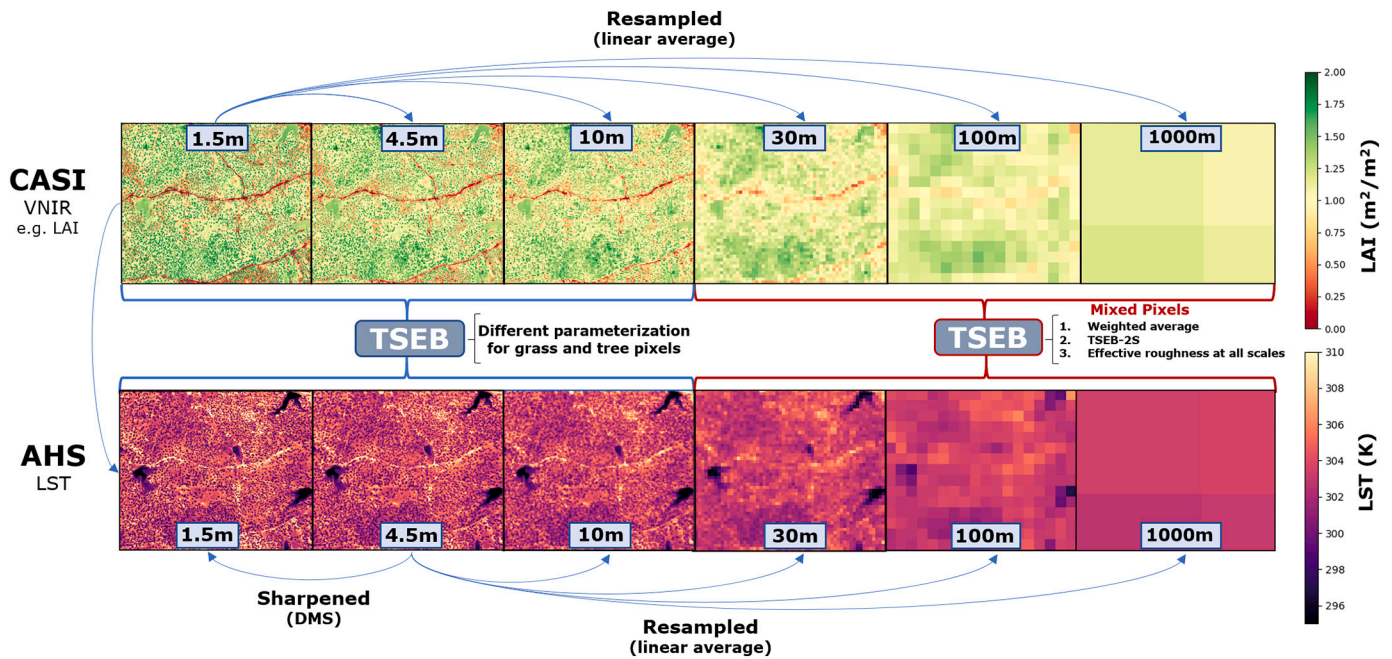 Resampled
(linear average)
1.5m
4.5m
10m
30m
100m
1000m
CASI
VNIR
e.g. LAI
2.00
1.75
1.50
1.25
1.00
0.75
0.50
0.25
0.00
LAI (m²/m²)
TSEB
Different parameterization
for grass and tree pixels
TSEB
Mixed Pixels
1. Weighted average
2. TSEB-2S
3. Effective roughness at all scales
AHS
LST
1.5m
4.5m
10m
30m
100m
1000m
310
308
306
304
302
300
298
296
LST (K)
Sharpened
(DMS)
Resampled
(linear average)